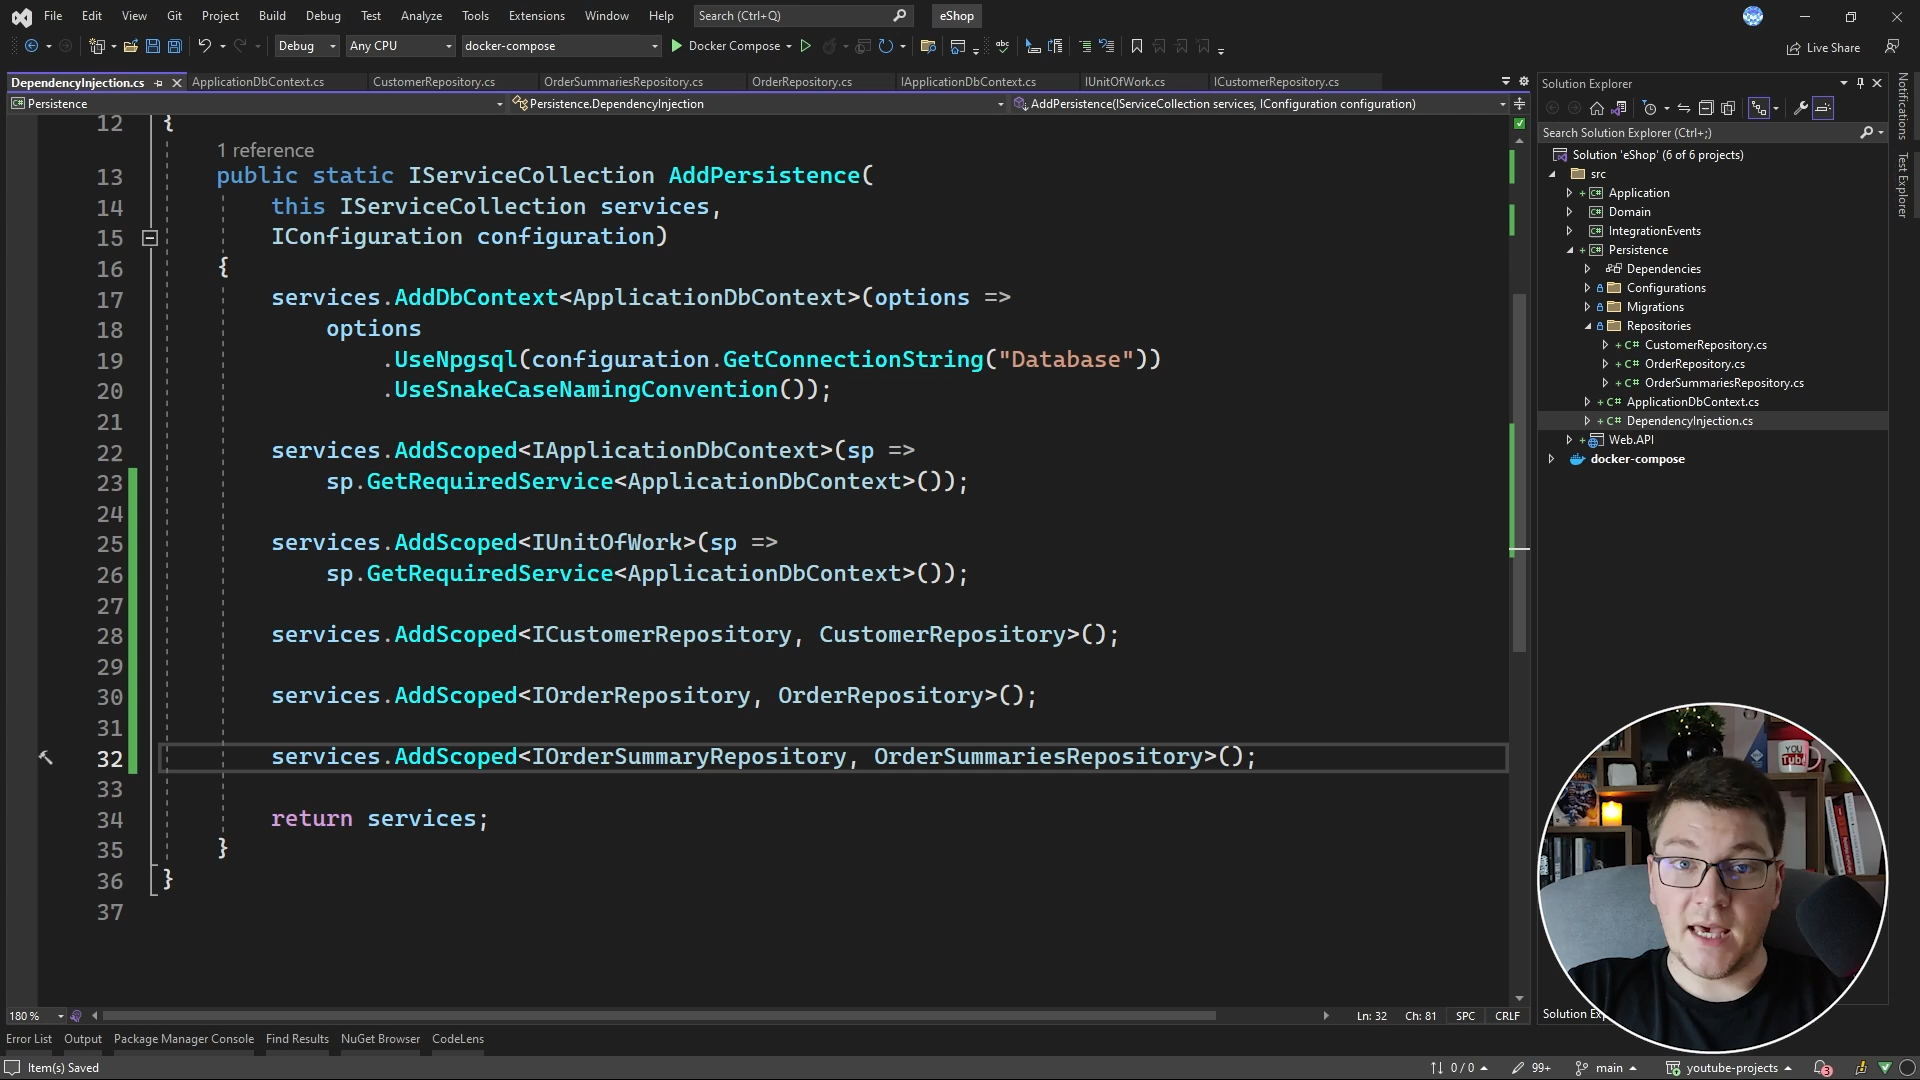 File Edit View Git Project Build Debug Test Analyze Tools Extensions Window Help Search (Ctrl+Q) eShop
Debug Any CPU docker-compose Docker Compose Live Share
DependencyInjection.cs ApplicationDbContext.cs CustomerRepository.cs OrderSummariesRepository.cs OrderRepository.cs IApplicationDbContext.cs IUnitOfWork.cs ICustomerRepository.cs
Persistence Persistence.DependencyInjection AddPersistence(IServiceCollection services, IConfiguration configuration)
12 {
1 reference
13 public static IServiceCollection AddPersistence(
14 this IServiceCollection services,
15 IConfiguration configuration)
16 {
17 services.AddDbContext<ApplicationDbContext>(options =>
18 options
19 .UseNpgsql(configuration.GetConnectionString("Database"))
20 .UseSnakeCaseNamingConvention());
21
22 services.AddScoped<IApplicationDbContext>(sp =>
23 sp.GetRequiredService<ApplicationDbContext>());
24
25 services.AddScoped<IUnitOfWork>(sp =>
26 sp.GetRequiredService<ApplicationDbContext>());
27
28 services.AddScoped<ICustomerRepository, CustomerRepository>();
29
30 services.AddScoped<IOrderRepository, OrderRepository>();
31
32 services.AddScoped<IOrderSummaryRepository, OrderSummariesRepository>();
33
34 return services;
35 }
36 }
37
180 % Ln: 32 Ch: 81 SPC CRLF
Error List Output Package Manager Console Find Results NuGet Browser CodeLens
Item(s) Saved 0 / 0 99+ main youtube-projects 3
Solution Explorer
Search Solution Explorer (Ctrl+;)
Solution 'eShop' (6 of 6 projects)
src
Application
Domain
IntegrationEvents
Persistence
Dependencies
Configurations
Migrations
Repositories
CustomerRepository.cs
OrderRepository.cs
OrderSummariesRepository.cs
ApplicationDbContext.cs
DependencyInjection.cs
Web.API
docker-compose
Notifications
Test Explorer
YOU
Tube